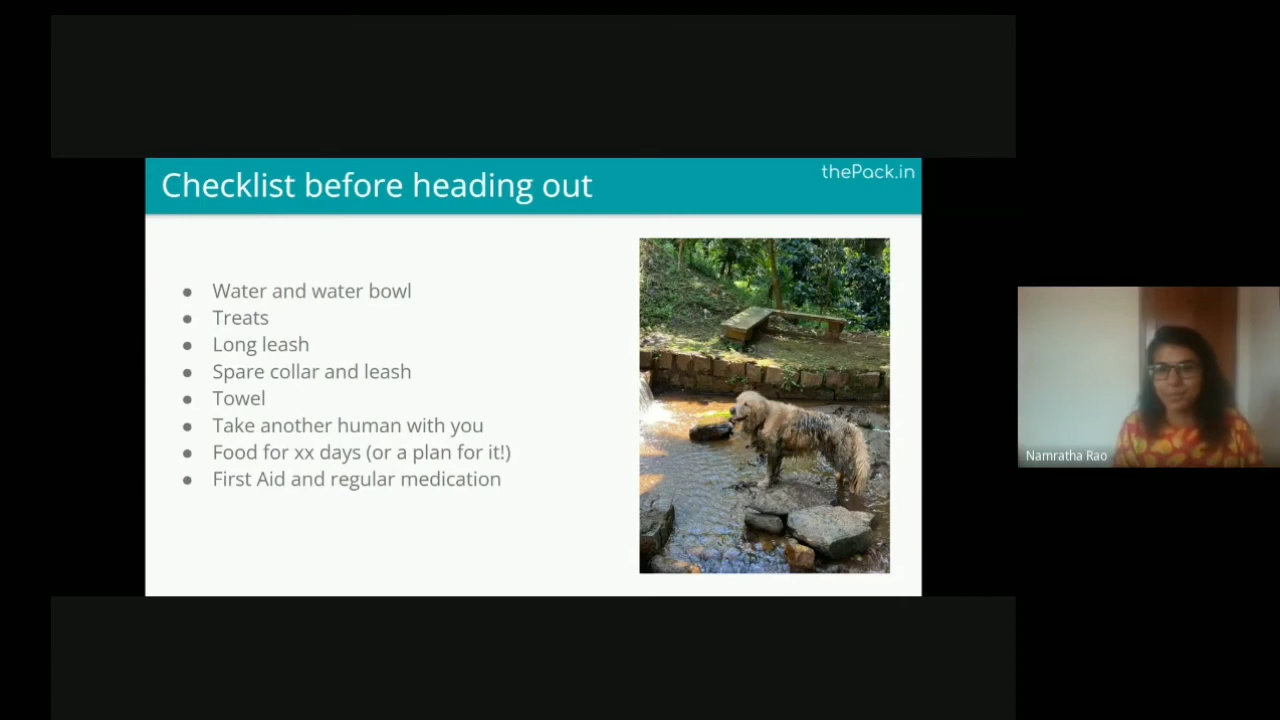 Checklist before heading out
thePack.in
● Water and water bowl
● Treats
● Long leash
● Spare collar and leash
● Towel
● Take another human with you
● Food for xx days (or a plan for it!)
● First Aid and regular medication
Namratha Rao